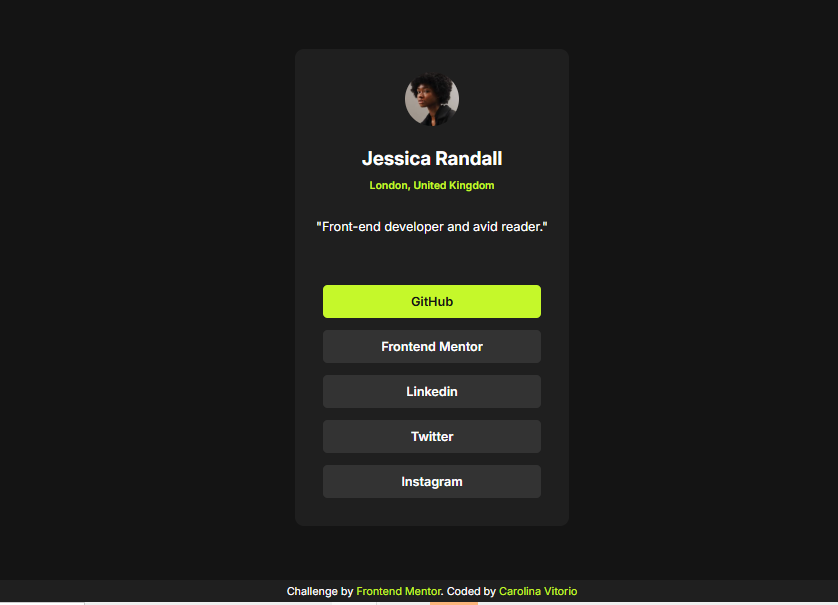 Jessica Randall
London, United Kingdom
"Front-end developer and avid reader."
GitHub
Frontend Mentor
Linkedin
Twitter
Instagram
Challenge by Frontend Mentor. Coded by Carolina Vitorio